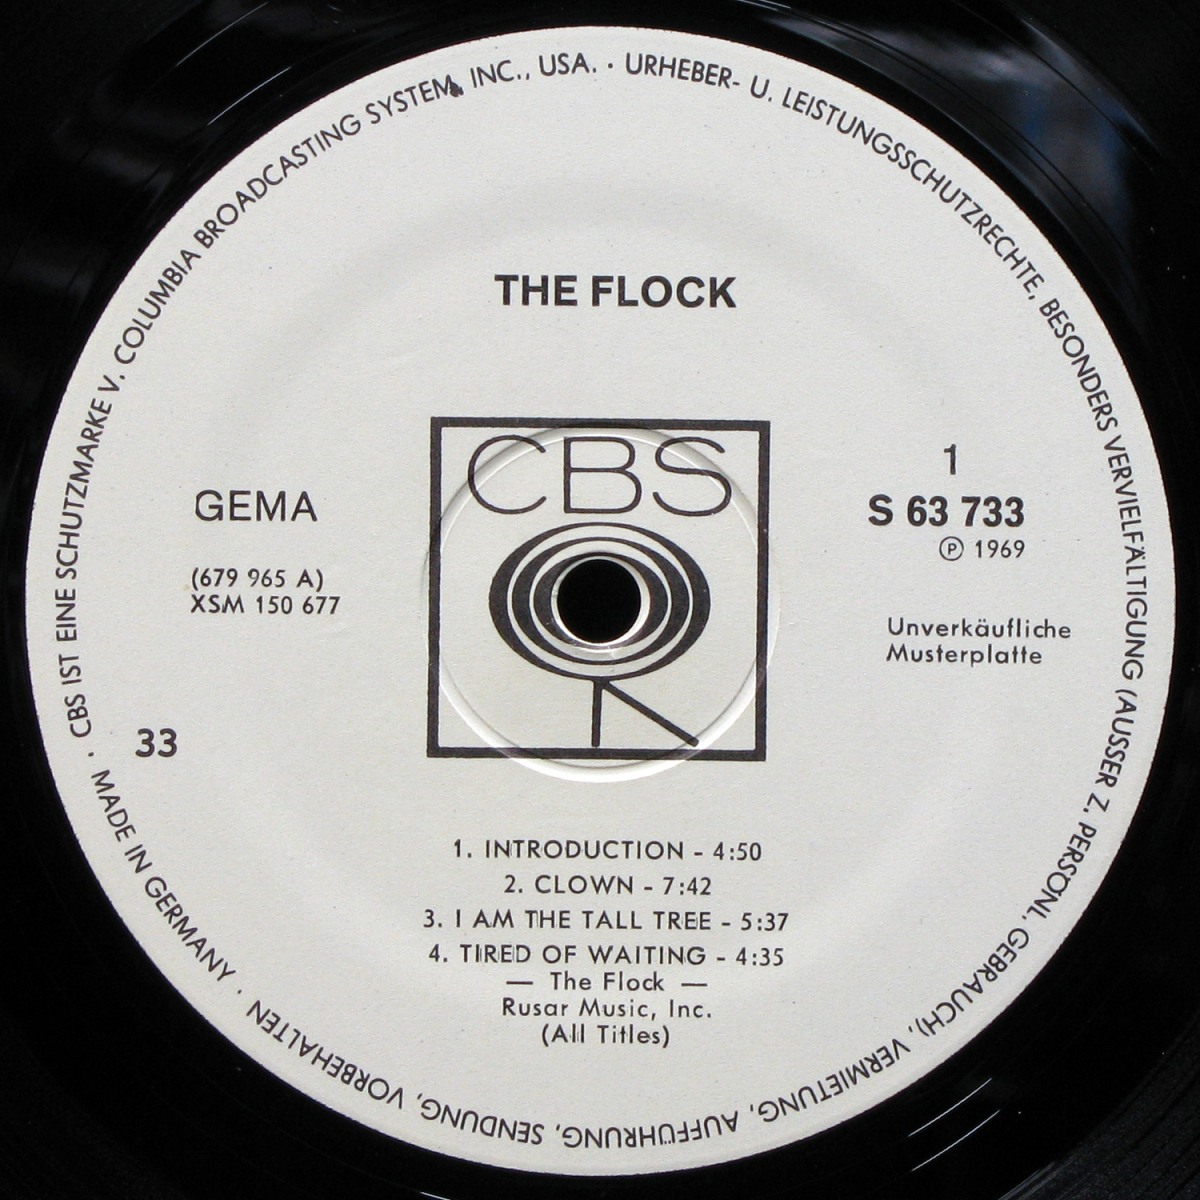 CBS IST EINE SCHUTZMARKE V. COLUMBIA BROADCASTING SYSTEM, INC., USA. · URHEBER- U. LEISTUNGSSCHUTZRECHTE, BESONDERS VERVIELFÄLTIGUNG (AUSSER Z. PERSÖNL. GEBRAUCH), VERMIETUNG, AUFFÜHRUNG, SENDUNG, VORBEHALTEN · MADE IN GERMANY ·
THE FLOCK
CBS
GEMA
(679 965 A)
XSM 150 677
33
1
S 63 733
Ⓟ 1969
Unverkäufliche
Musterplatte
1. INTRODUCTION - 4:50
2. CLOWN - 7:42
3. I AM THE TALL TREE - 5:37
4. TIRED OF WAITING - 4:35
— The Flock —
Rusar Music, Inc.
(All Titles)